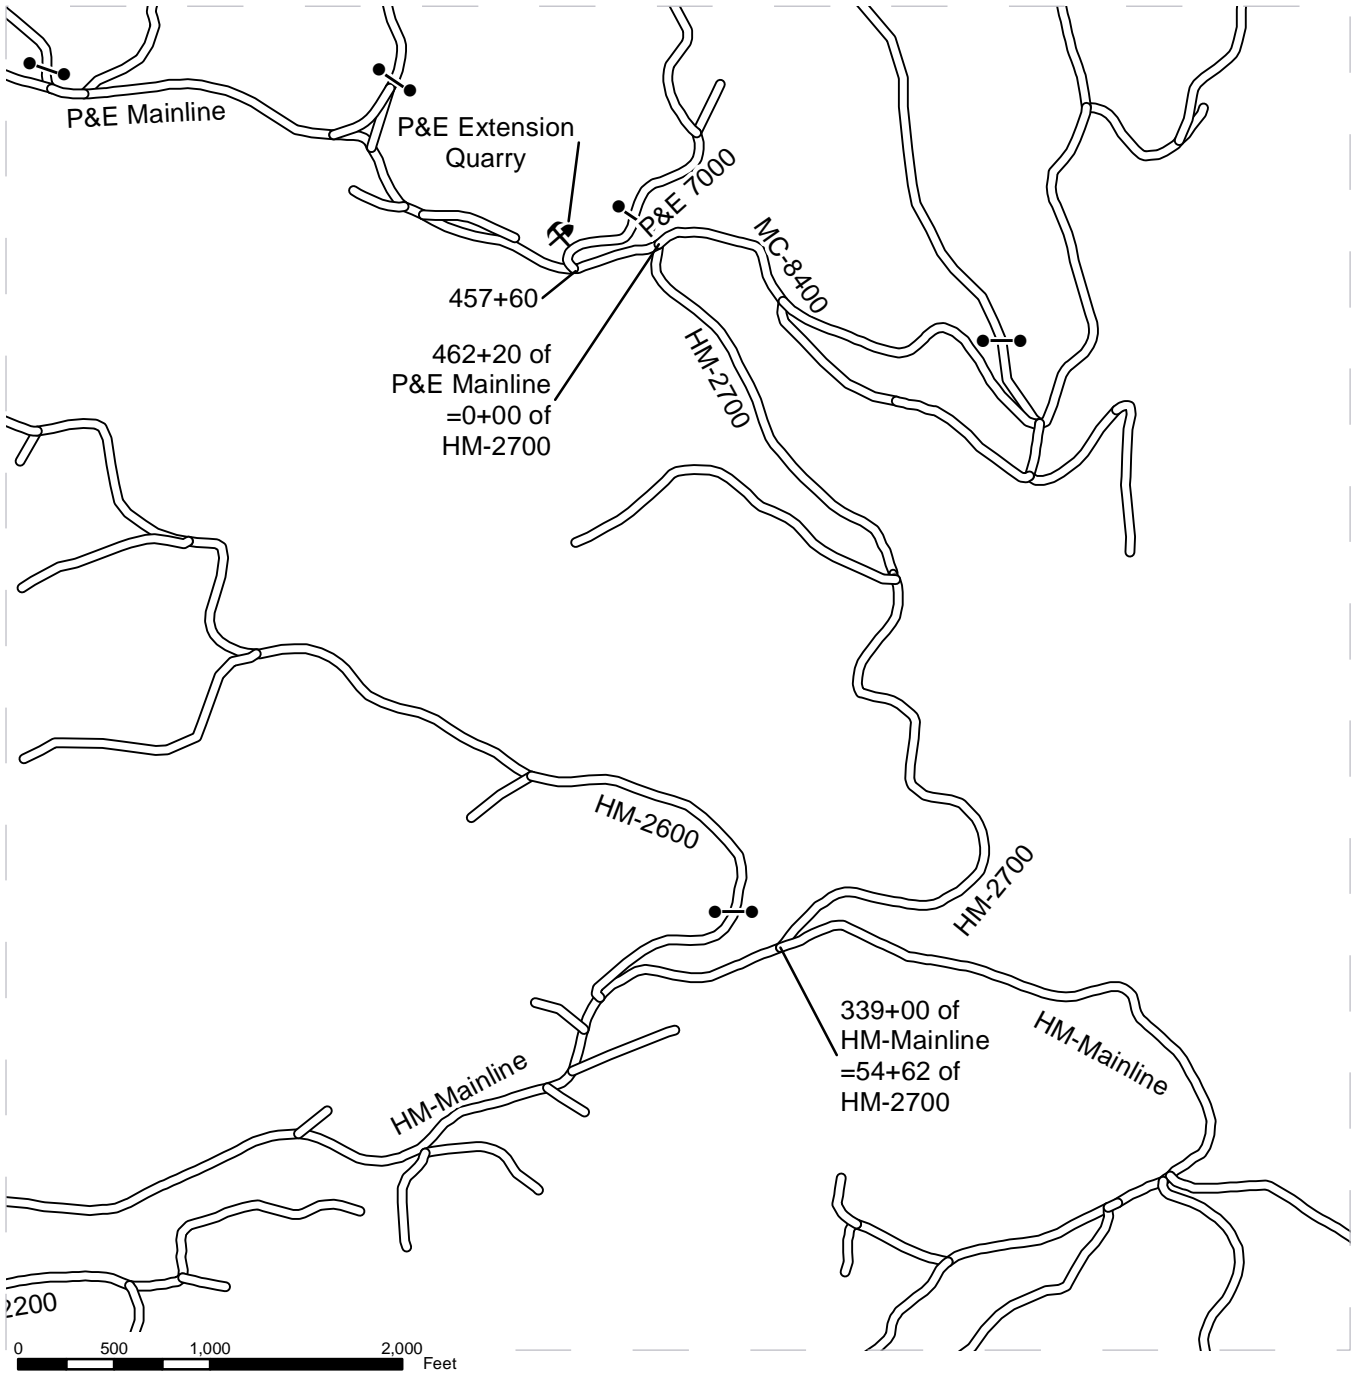 P&E Mainline
P&E Extension
Quarry
P&E 7000
MC-8400
457+60
462+20 of
P&E Mainline
=0+00 of
HM-2700
HM-2700
HM-2600
HM-2700
339+00 of
HM-Mainline
=54+62 of
HM-2700
HM-Mainline
HM-Mainline
2200
0 500 1,000 2,000
Feet